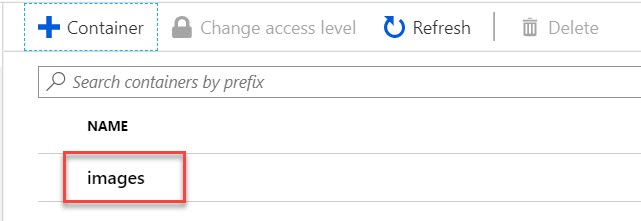 Container Change access level Refresh Delete
Search containers by prefix
NAME
images